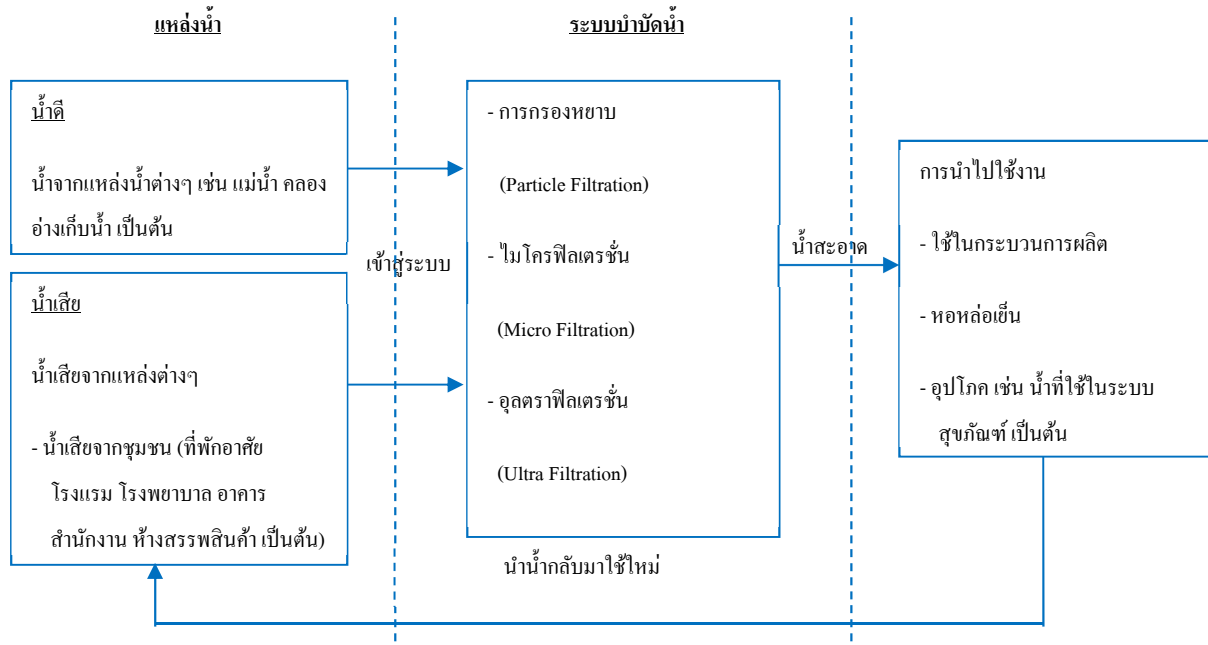 แหล่งน้ำ
ระบบบำบัดน้ำ
น้ำดี
น้ำจากแหล่งน้ำต่างๆ เช่น แม่น้ำ คลอง
อ่างเก็บน้ำ เป็นต้น
น้ำเสีย
น้ำเสียจากแหล่งต่างๆ
- น้ำเสียจากชุมชน (ที่พักอาศัย
โรงแรม โรงพยาบาล อาคาร
สำนักงาน ห้างสรรพสินค้า เป็นต้น)
เข้าสู่ระบบ
- การกรองหยาบ
(Particle Filtration)
- ไมโครฟิลเตรชั่น
(Micro Filtration)
- อุลตราฟิลเตรชั่น
(Ultra Filtration)
น้ำสะอาด
การนำไปใช้งาน
- ใช้ในกระบวนการผลิต
- หอหล่อเย็น
- อุปโภค เช่น น้ำที่ใช้ในระบบ
สุขภัณฑ์ เป็นต้น
นำน้ำกลับมาใช้ใหม่